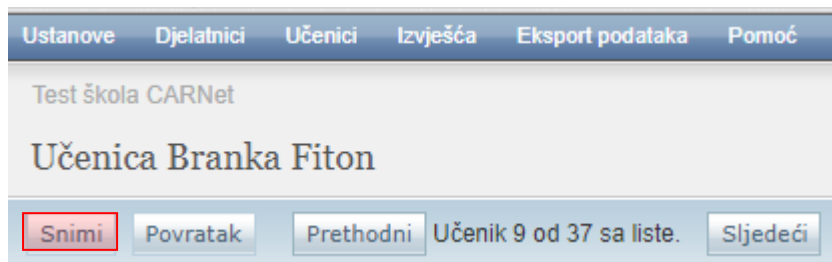 Ustanove Djelatnici Učenici Izvješća Eksport podataka Pomoć
Test škola CARNet
Učenica Branka Fiton
Snimi Povratak Prethodni Učenik 9 od 37 sa liste. Sljedeći